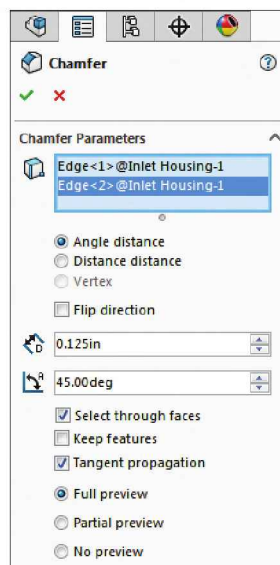 Chamfer
Chamfer Parameters
Edge<1>@Inlet Housing-1
Edge<2>@Inlet Housing-1
Angle distance
Distance distance
Vertex
Flip direction
D
0.125in
A
45.00deg
Select through faces
Keep features
Tangent propagation
Full preview
Partial preview
No preview